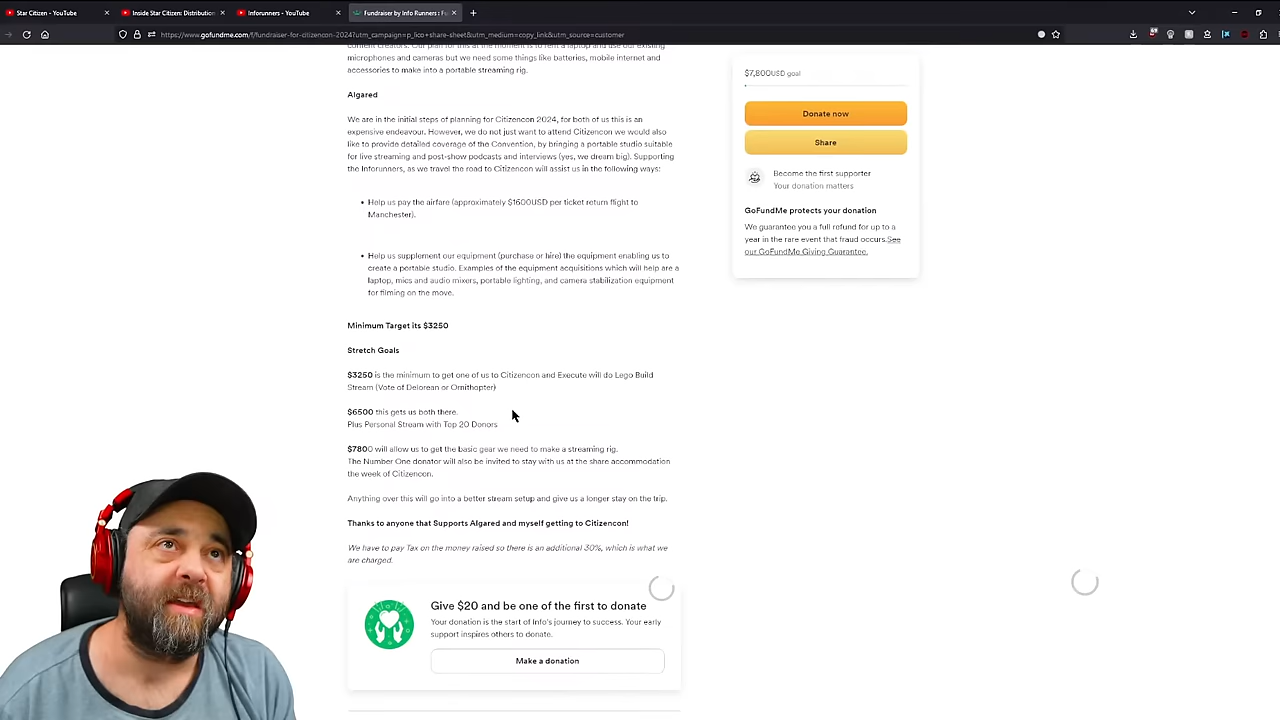 Star Citizen - YouTube
Inside Star Citizen: Distribution
Inforunners - YouTube
Fundraiser by Info Runners : F
https://www.gofundme.com/f/fundraiser-for-citizencon-2024?utm_campaign=p_lico+share-sheet&utm_medium=copy_link&utm_source=customer
content creators. Our plan for this at the moment is to rent a laptop and use our existing
microphones and cameras but we need some things like batteries, mobile internet and
accessories to make into a portable streaming rig.
Algared
We are in the initial steps of planning for Citizencon 2024, for both of us this is an
expensive endeavour. However, we do not just want to attend Citizencon we would also
like to provide detailed coverage of the Convention, by bringing a portable studio suitable
for live streaming and post-show podcasts and interviews (yes, we dream big). Supporting
the Inforunners, as we travel the road to Citizencon will assist us in the following ways:
• Help us pay the airfare (approximately $1600USD per ticket return flight to
Manchester).
• Help us supplement our equipment (purchase or hire) the equipment enabling us to
create a portable studio. Examples of the equipment acquisitions which will help are a
laptop, mics and audio mixers, portable lighting, and camera stabilization equipment
for filming on the move.
Minimum Target its $3250
Stretch Goals
$3250 is the minimum to get one of us to Citizencon and Execute will do Lego Build
Stream (Vote of Delorean or Ornithopter)
$6500 this gets us both there.
Plus Personal Stream with Top 20 Donors
$7800 will allow us to get the basic gear we need to make a streaming rig.
The Number One donator will also be invited to stay with us at the share accommodation
the week of Citizencon.
Anything over this will go into a better stream setup and give us a longer stay on the trip.
Thanks to anyone that Supports Algared and myself getting to Citizencon!
We have to pay Tax on the money raised so there is an additional 30%, which is what we
are charged.
Give $20 and be one of the first to donate
Your donation is the start of Info's journey to success. Your early
support inspires others to donate.
Make a donation
$7,800USD goal
Donate now
Share
Become the first supporter
Your donation matters
GoFundMe protects your donation
We guarantee you a full refund for up to a
year in the rare event that fraud occurs.See
our GoFundMe Giving Guarantee.